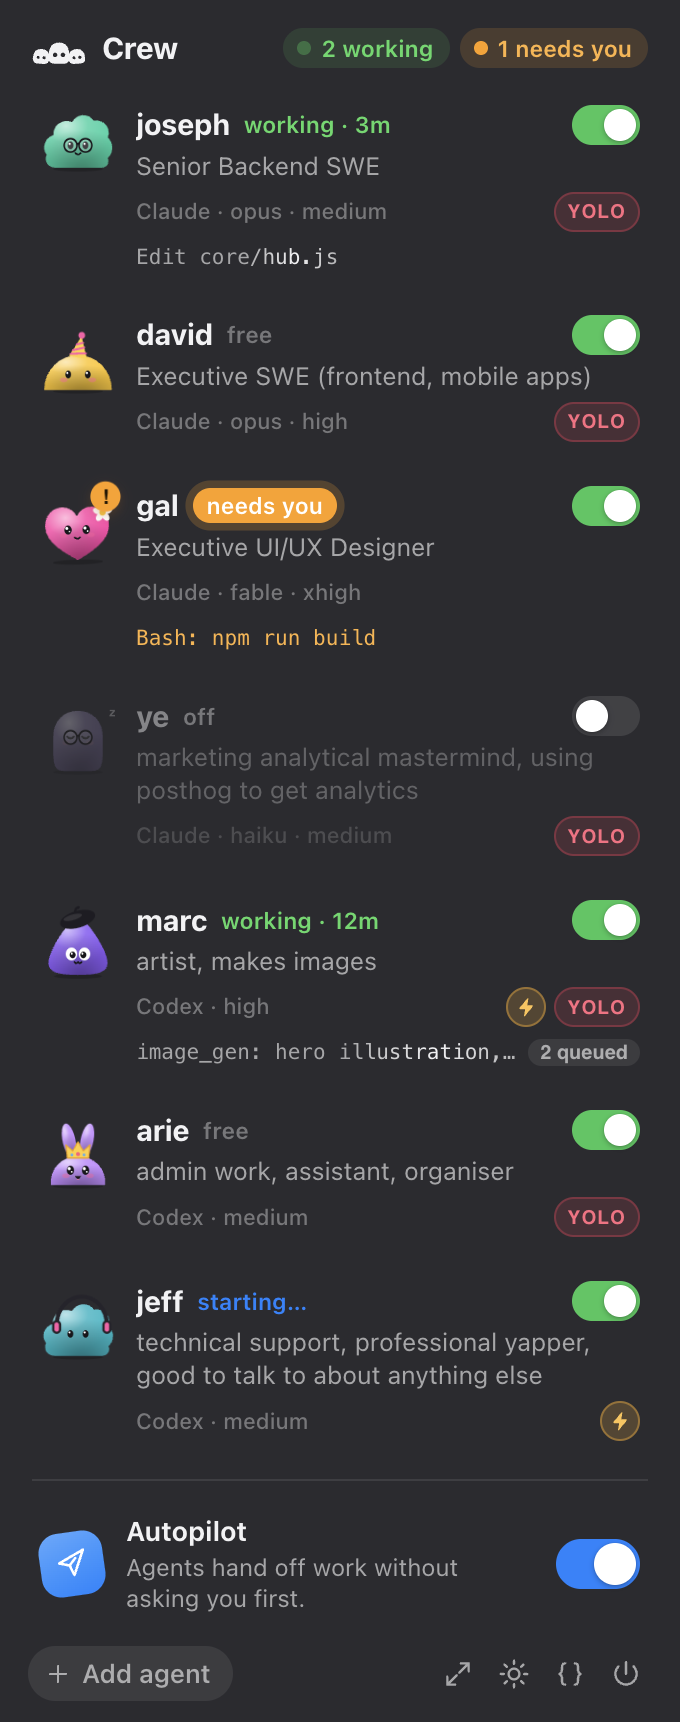 Crew
2 working
1 needs you
joseph working · 3m
Senior Backend SWE
Claude · opus · medium
YOLO
Edit core/hub.js
david free
Executive SWE (frontend, mobile apps)
Claude · opus · high
YOLO
!
gal needs you
Executive UI/UX Designer
Claude · fable · xhigh
Bash: npm run build
z
ye off
marketing analytical mastermind, using
posthog to get analytics
Claude · haiku · medium
YOLO
marc working · 12m
artist, makes images
Codex · high
YOLO
image_gen: hero illustration,…
2 queued
arie free
admin work, assistant, organiser
Codex · medium
YOLO
jeff starting...
technical support, professional yapper,
good to talk to about anything else
Codex · medium
Autopilot
Agents hand off work without
asking you first.
+ Add agent
{}